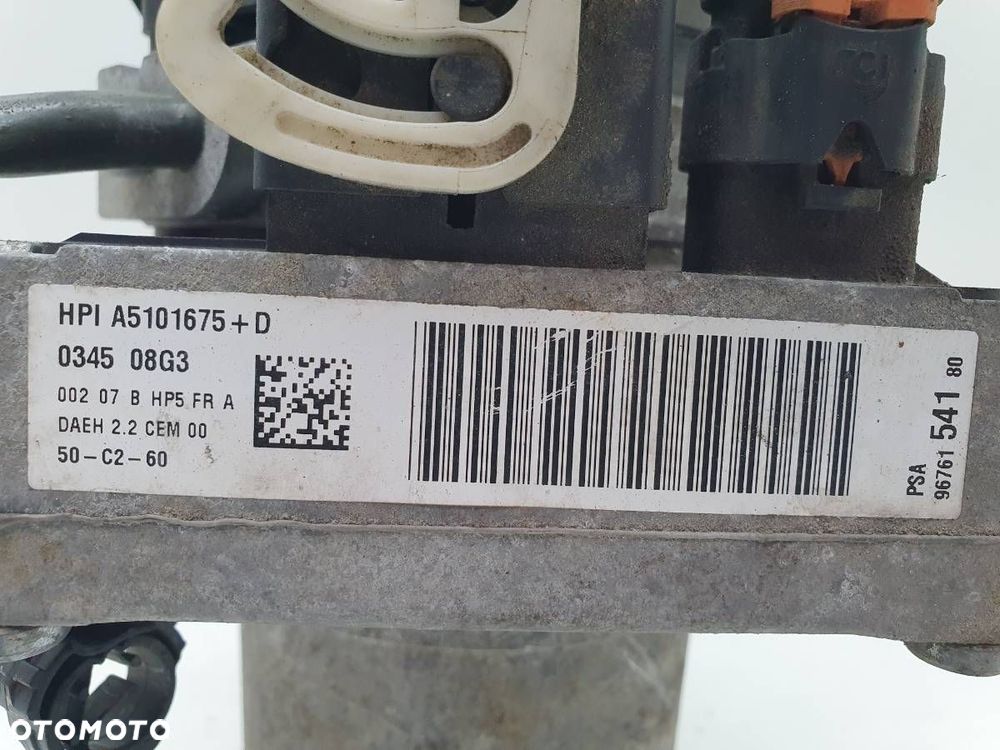 HPI A5101675+D
0345 08G3
002 07 B HP5 FR A
DAEH 2.2 CEM 00
50-C2-60
PSA
96761 541 80
OTOMOTO